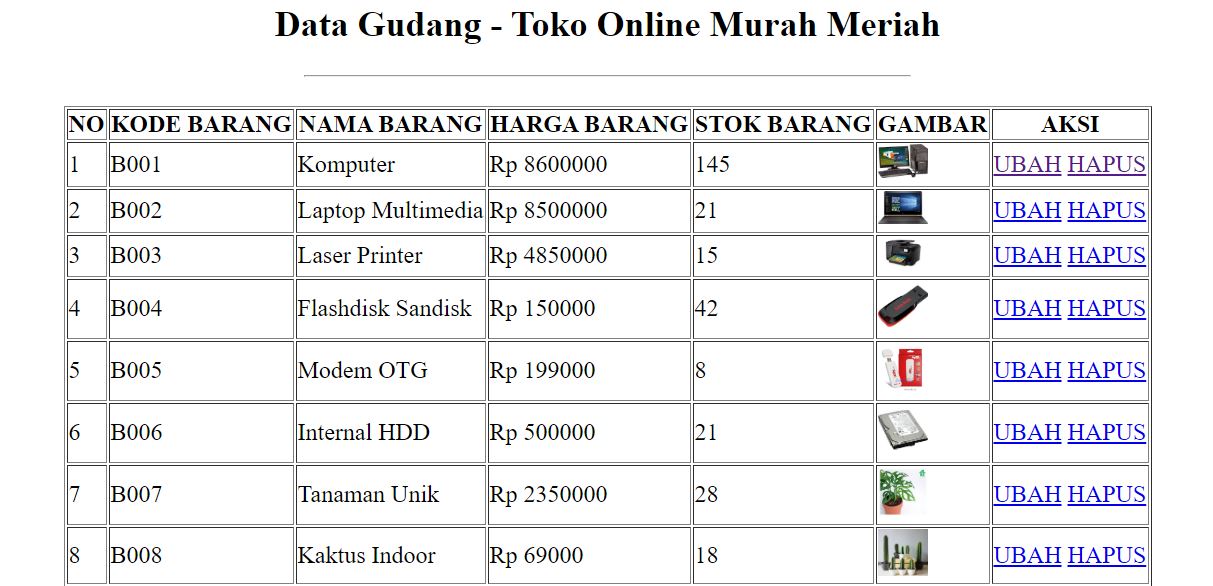 Data Gudang - Toko Online Murah Meriah
NO KODE BARANG NAMA BARANG HARGA BARANG STOK BARANG GAMBAR AKSI
1 B001 Komputer Rp 8600000 145 UBAH HAPUS
2 B002 Laptop Multimedia Rp 8500000 21 UBAH HAPUS
3 B003 Laser Printer Rp 4850000 15 UBAH HAPUS
4 B004 Flashdisk Sandisk Rp 150000 42 UBAH HAPUS
5 B005 Modem OTG Rp 199000 8 UBAH HAPUS
6 B006 Internal HDD Rp 500000 21 UBAH HAPUS
7 B007 Tanaman Unik Rp 2350000 28 UBAH HAPUS
8 B008 Kaktus Indoor Rp 69000 18 UBAH HAPUS